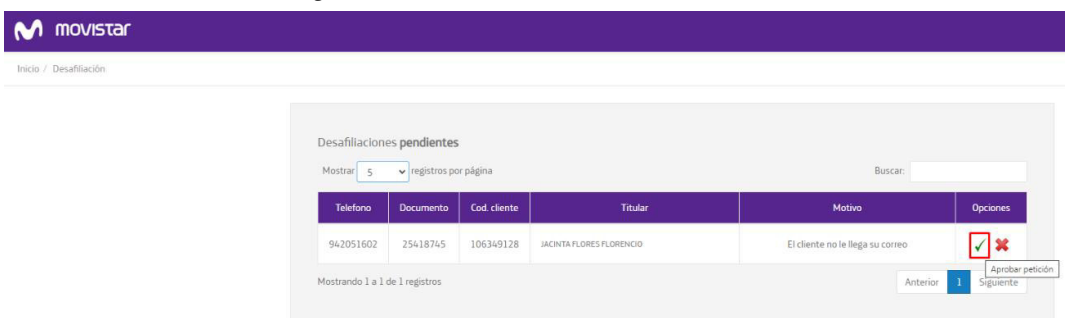 movistar
Inicio / Desafiliación
Desafiliaciones pendientes
Mostrar 5 registros por página Buscar:
Telefono Documento Cod. cliente Titular Motivo Opciones
942051602 25418745 106349128 JACINTA FLORES FLORENCIO El cliente no le llega su correo
Aprobar petición
Mostrando 1 a 1 de 1 registros Anterior 1 Siguiente